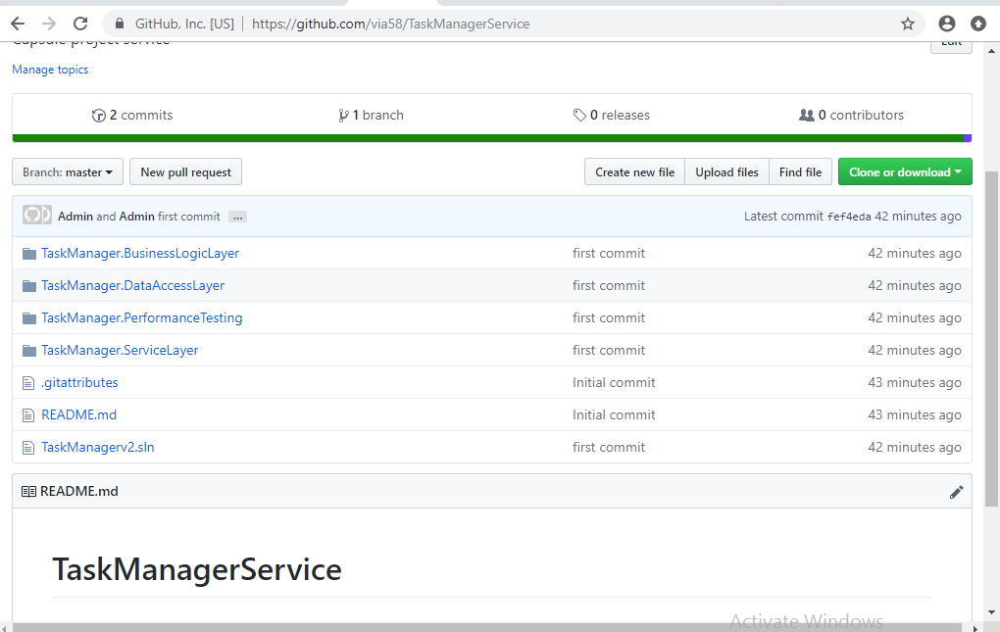 GitHub, Inc. [US] https://github.com/via58/TaskManagerService
Capsule project service Edit
Manage topics
2 commits 1 branch 0 releases 0 contributors
Branch: master New pull request Create new file Upload files Find file Clone or download
Admin and Admin first commit ... Latest commit fef4eda 42 minutes ago
TaskManager.BusinessLogicLayer first commit 42 minutes ago
TaskManager.DataAccessLayer first commit 42 minutes ago
TaskManager.PerformanceTesting first commit 42 minutes ago
TaskManager.ServiceLayer first commit 42 minutes ago
.gitattributes Initial commit 43 minutes ago
README.md Initial commit 43 minutes ago
TaskManagerv2.sln first commit 42 minutes ago
README.md
TaskManagerService
Activate Windows